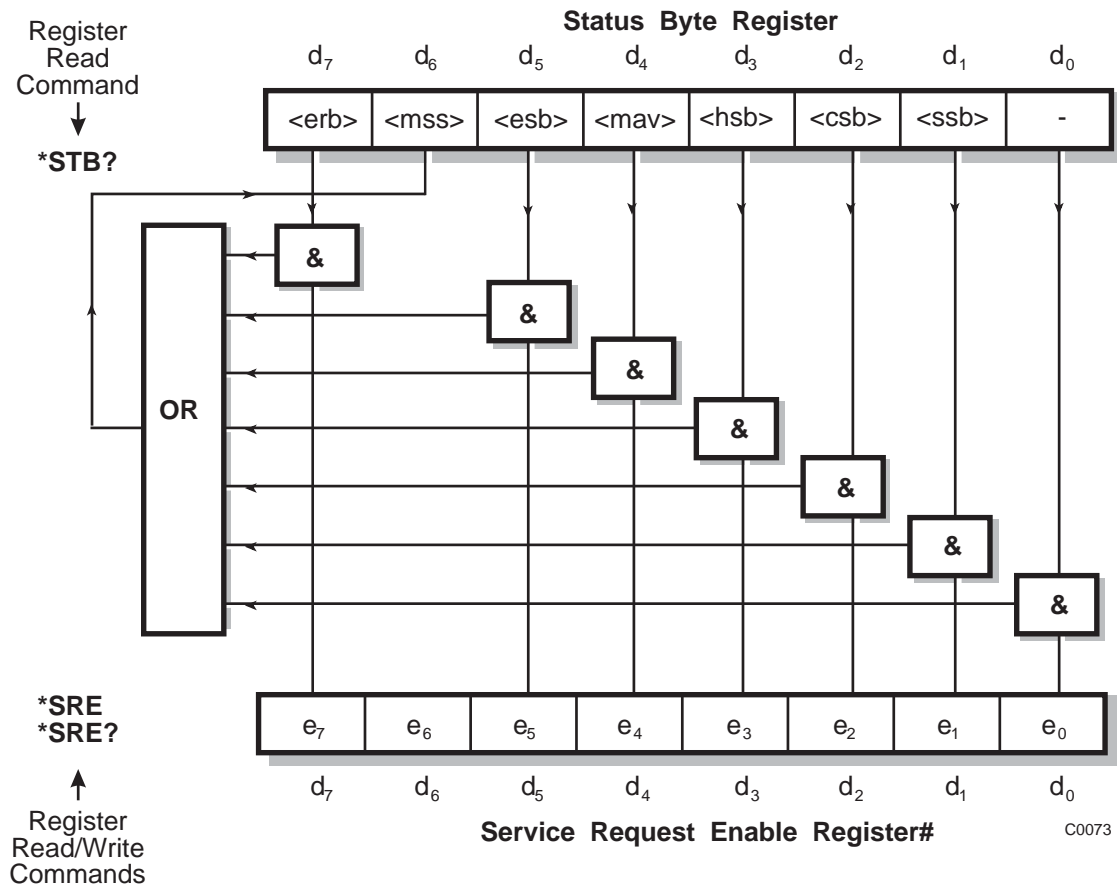 Status Byte Register
Register
Read
Command
d7 d6 d5 d4 d3 d2 d1 d0
<erb> <mss> <esb> <mav> <hsb> <csb> <ssb> -
*STB?
&
&
&
OR
&
&
&
&
*SRE
*SRE?
e7 e6 e5 e4 e3 e2 e1 e0
d7 d6 d5 d4 d3 d2 d1 d0
Register
Read/Write
Commands
Service Request Enable Register#
C0073